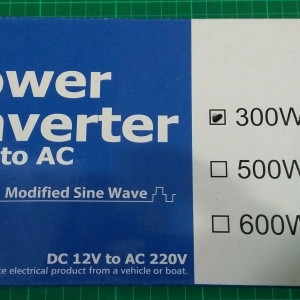 ower
nverter
to AC
Modified Sine Wave
DC 12V to AC 220V
ce electrical product from a vehicle or boat.
300W
500W
600W